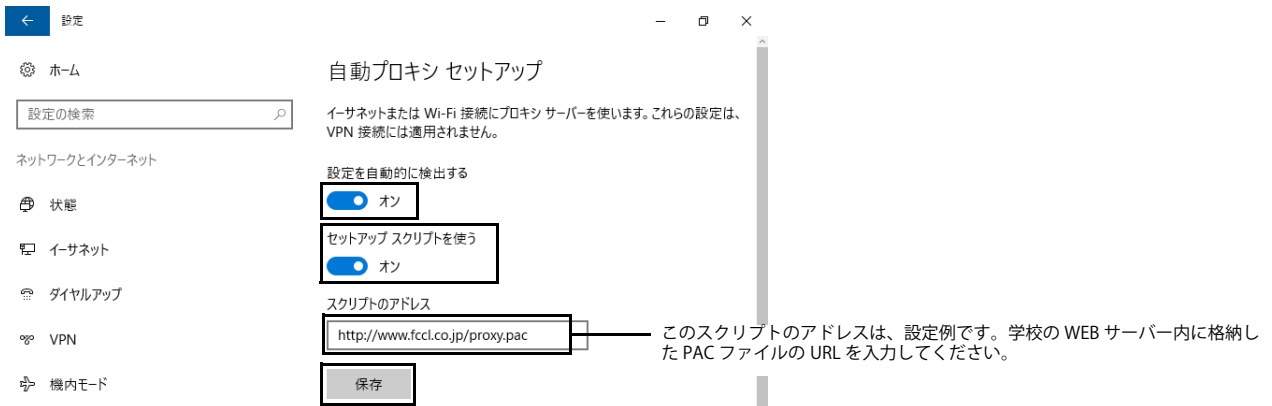 設定
ホーム
設定の検索
ネットワークとインターネット
状態
イーサネット
ダイヤルアップ
VPN
機内モード
自動プロキシ セットアップ
イーサネットまたは Wi-Fi 接続にプロキシ サーバーを使います。これらの設定は、
VPN 接続には適用されません。
設定を自動的に検出する
オン
セットアップ スクリプトを使う
オン
スクリプトのアドレス
http://www.fccl.co.jp/proxy.pac
保存
このスクリプトのアドレスは、設定例です。学校の WEB サーバー内に格納し
た PAC ファイルの URL を入力してください。